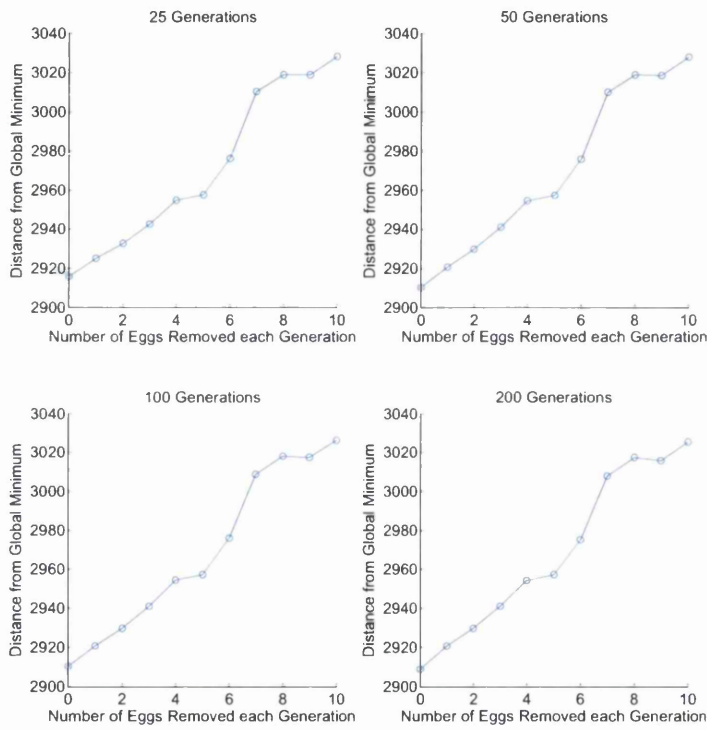 25 Generations
3040
3020
3000
2980
2960
2940
2920
2900
Distance from Global Minimum
0 2 4 6 8 10
Number of Eggs Removed each Generation
50 Generations
3040
3020
3000
2980
2960
2940
2920
2900
Distance from Global Minimum
0 2 4 6 8 10
Number of Eggs Removed each Generation
100 Generations
3040
3020
3000
2980
2960
2940
2920
2900
Distance from Global Minimum
0 2 4 6 8 10
Number of Eggs Removed each Generation
200 Generations
3040
3020
3000
2980
2960
2940
2920
2900
Distance from Global Minimum
0 2 4 6 8 10
Number of Eggs Removed each Generation